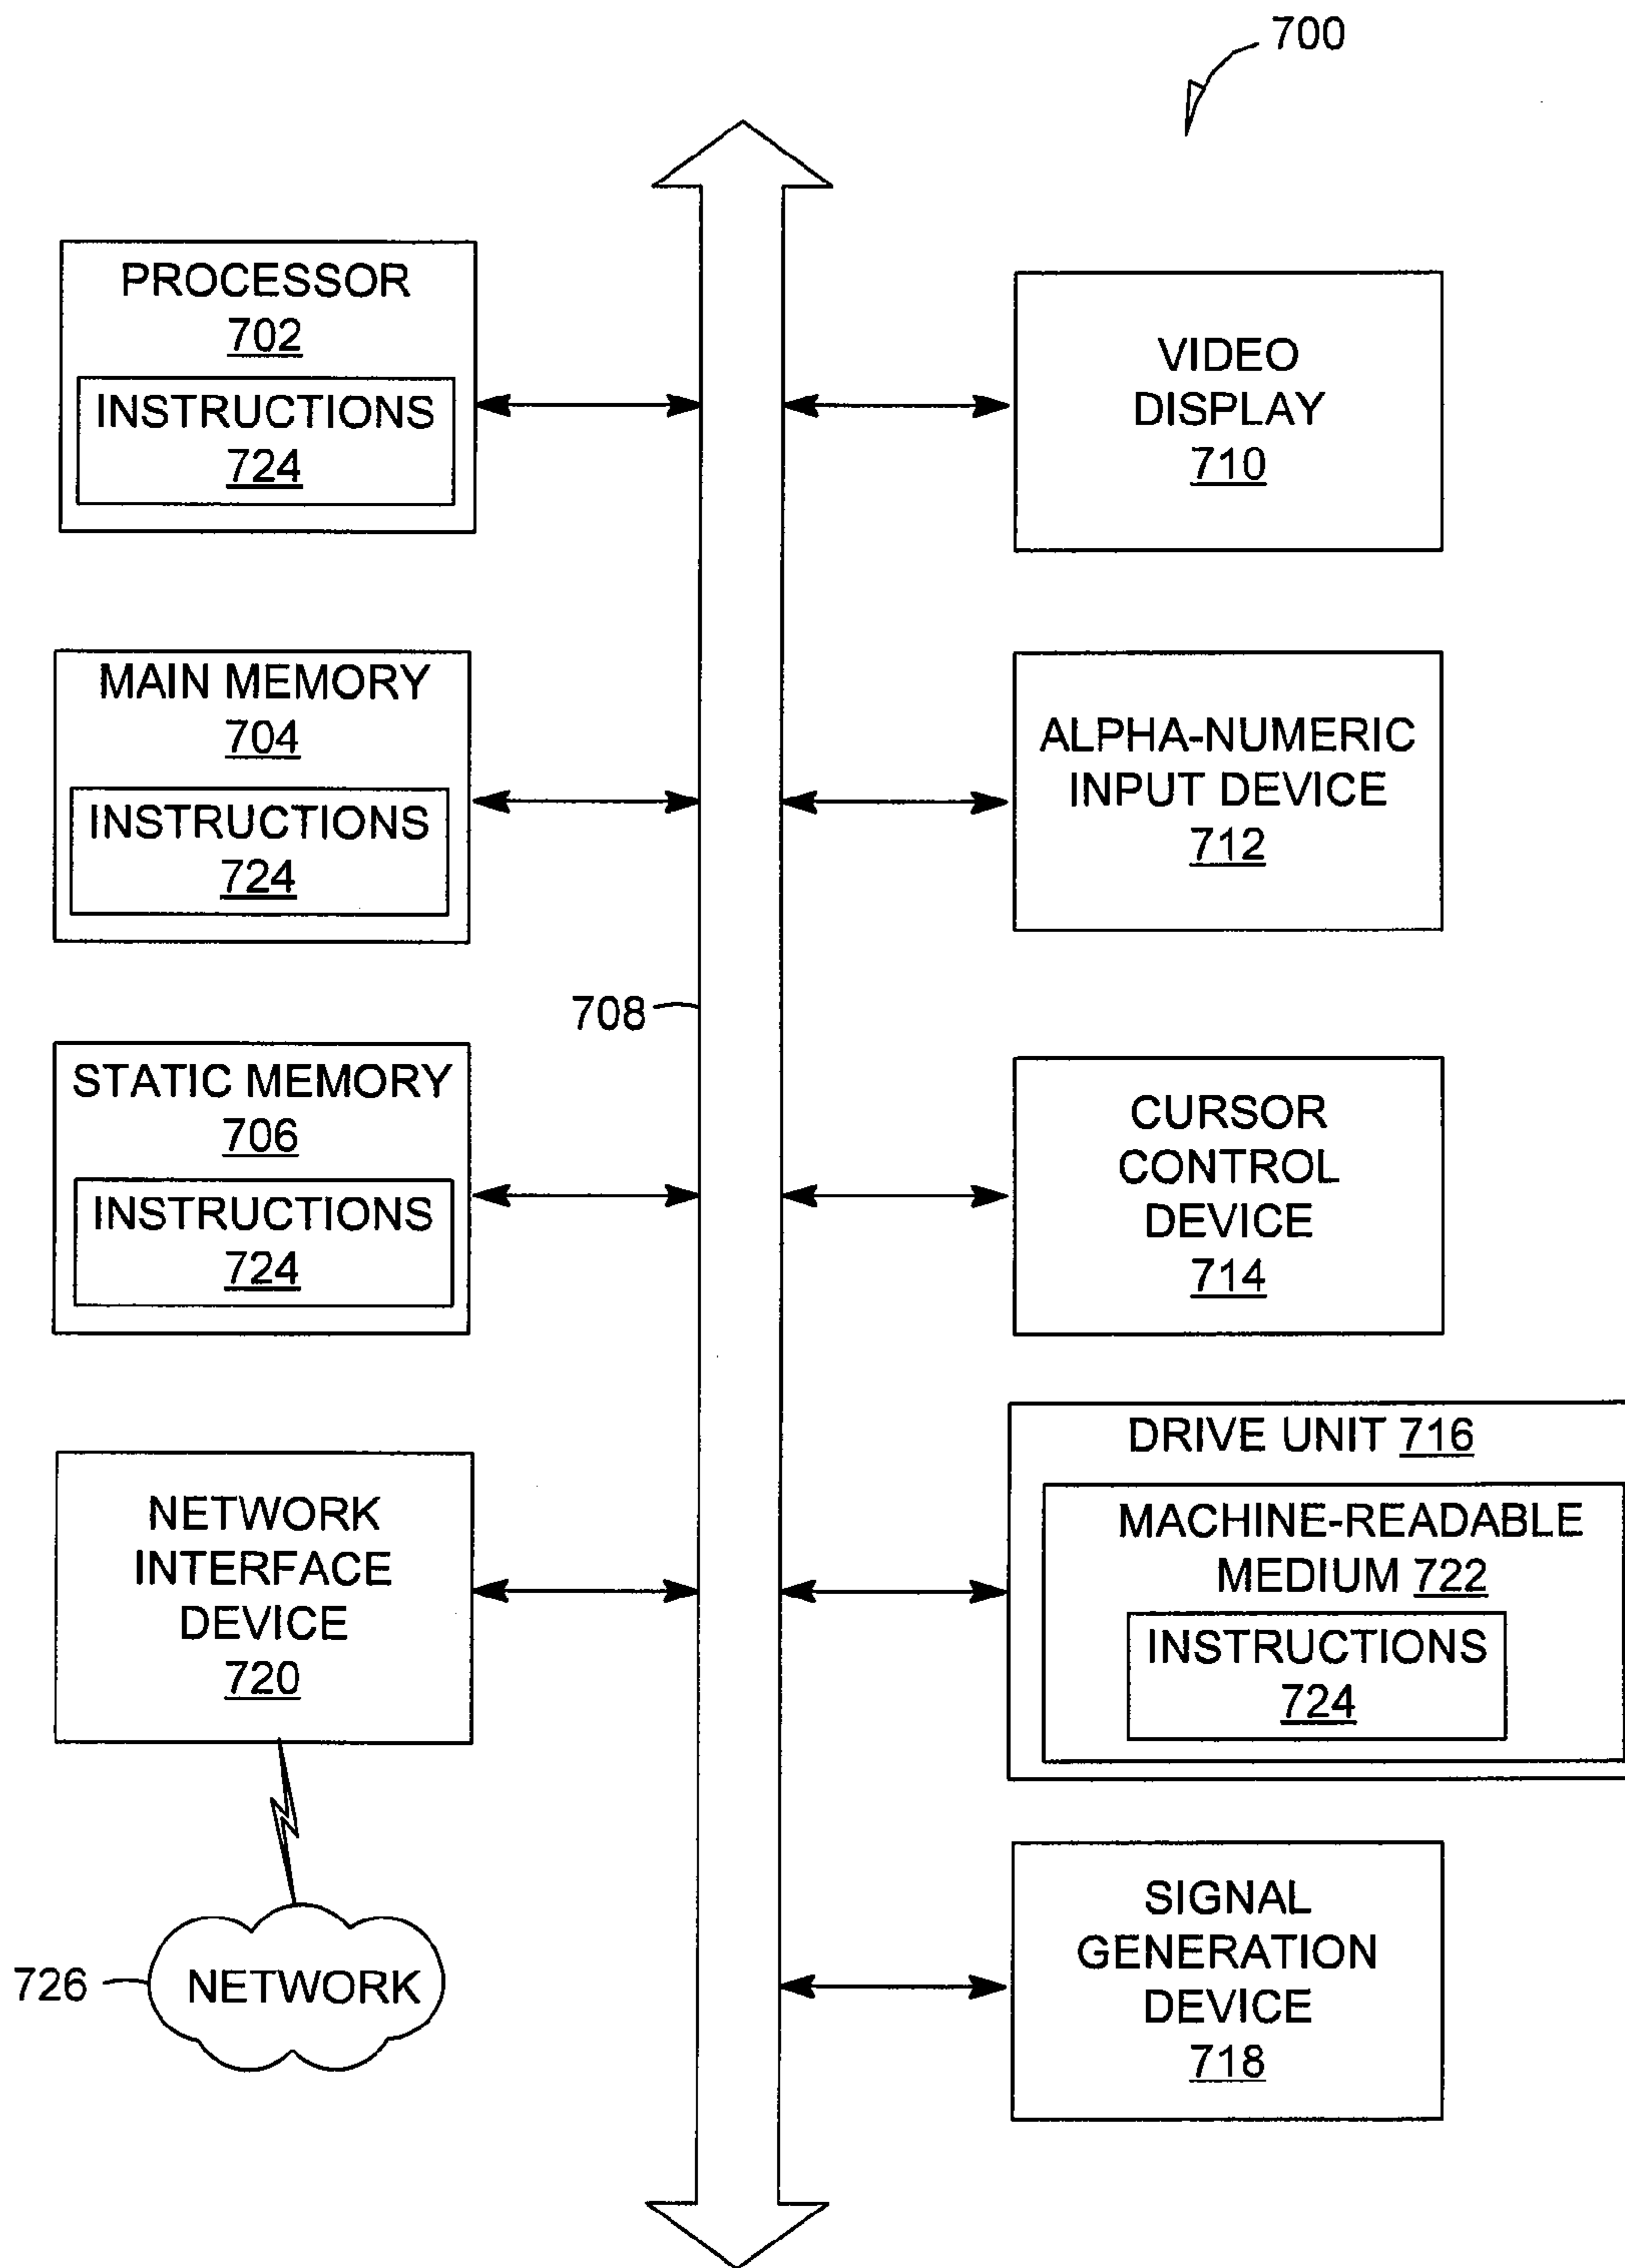 700
PROCESSOR
702
INSTRUCTIONS
724
MAIN MEMORY
704
INSTRUCTIONS
724
STATIC MEMORY
706
INSTRUCTIONS
724
NETWORK
INTERFACE
DEVICE
720
726
NETWORK
708
VIDEO
DISPLAY
710
ALPHA-NUMERIC
INPUT DEVICE
712
CURSOR
CONTROL
DEVICE
714
DRIVE UNIT 716
MACHINE-READABLE
MEDIUM 722
INSTRUCTIONS
724
SIGNAL
GENERATION
DEVICE
718